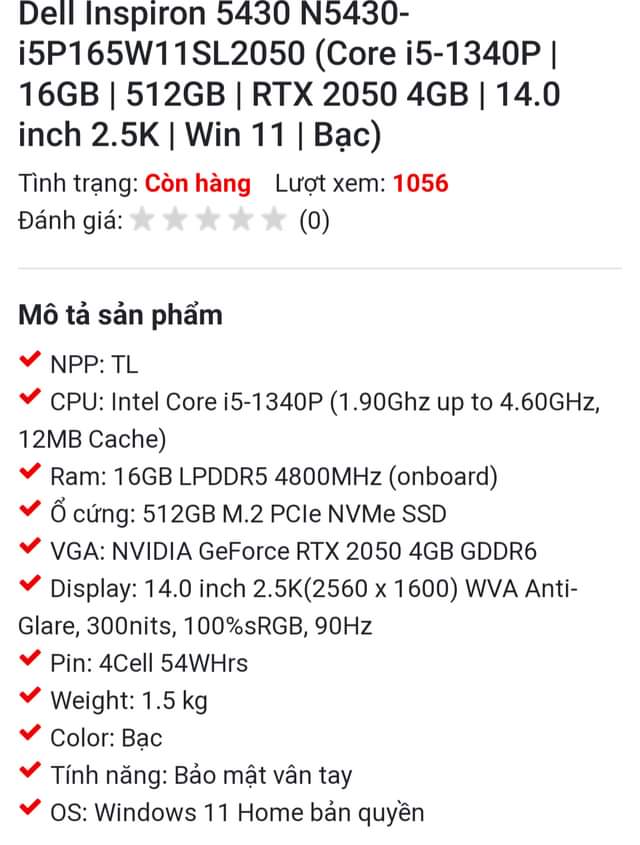 Dell Inspiron 5430 N5430-
i5P165W11SL2050 (Core i5-1340P |
16GB | 512GB | RTX 2050 4GB | 14.0
inch 2.5K | Win 11 | Bạc)
Tình trạng: Còn hàng Lượt xem: 1056
Đánh giá: (0)
Mô tả sản phẩm
NPP: TL
CPU: Intel Core i5-1340P (1.90Ghz up to 4.60GHz,
12MB Cache)
Ram: 16GB LPDDR5 4800MHz (onboard)
Ổ cứng: 512GB M.2 PCIe NVMe SSD
VGA: NVIDIA GeForce RTX 2050 4GB GDDR6
Display: 14.0 inch 2.5K(2560 x 1600) WVA Anti-
Glare, 300nits, 100%sRGB, 90Hz
Pin: 4Cell 54WHrs
Weight: 1.5 kg
Color: Bạc
Tính năng: Bảo mật vân tay
OS: Windows 11 Home bản quyền